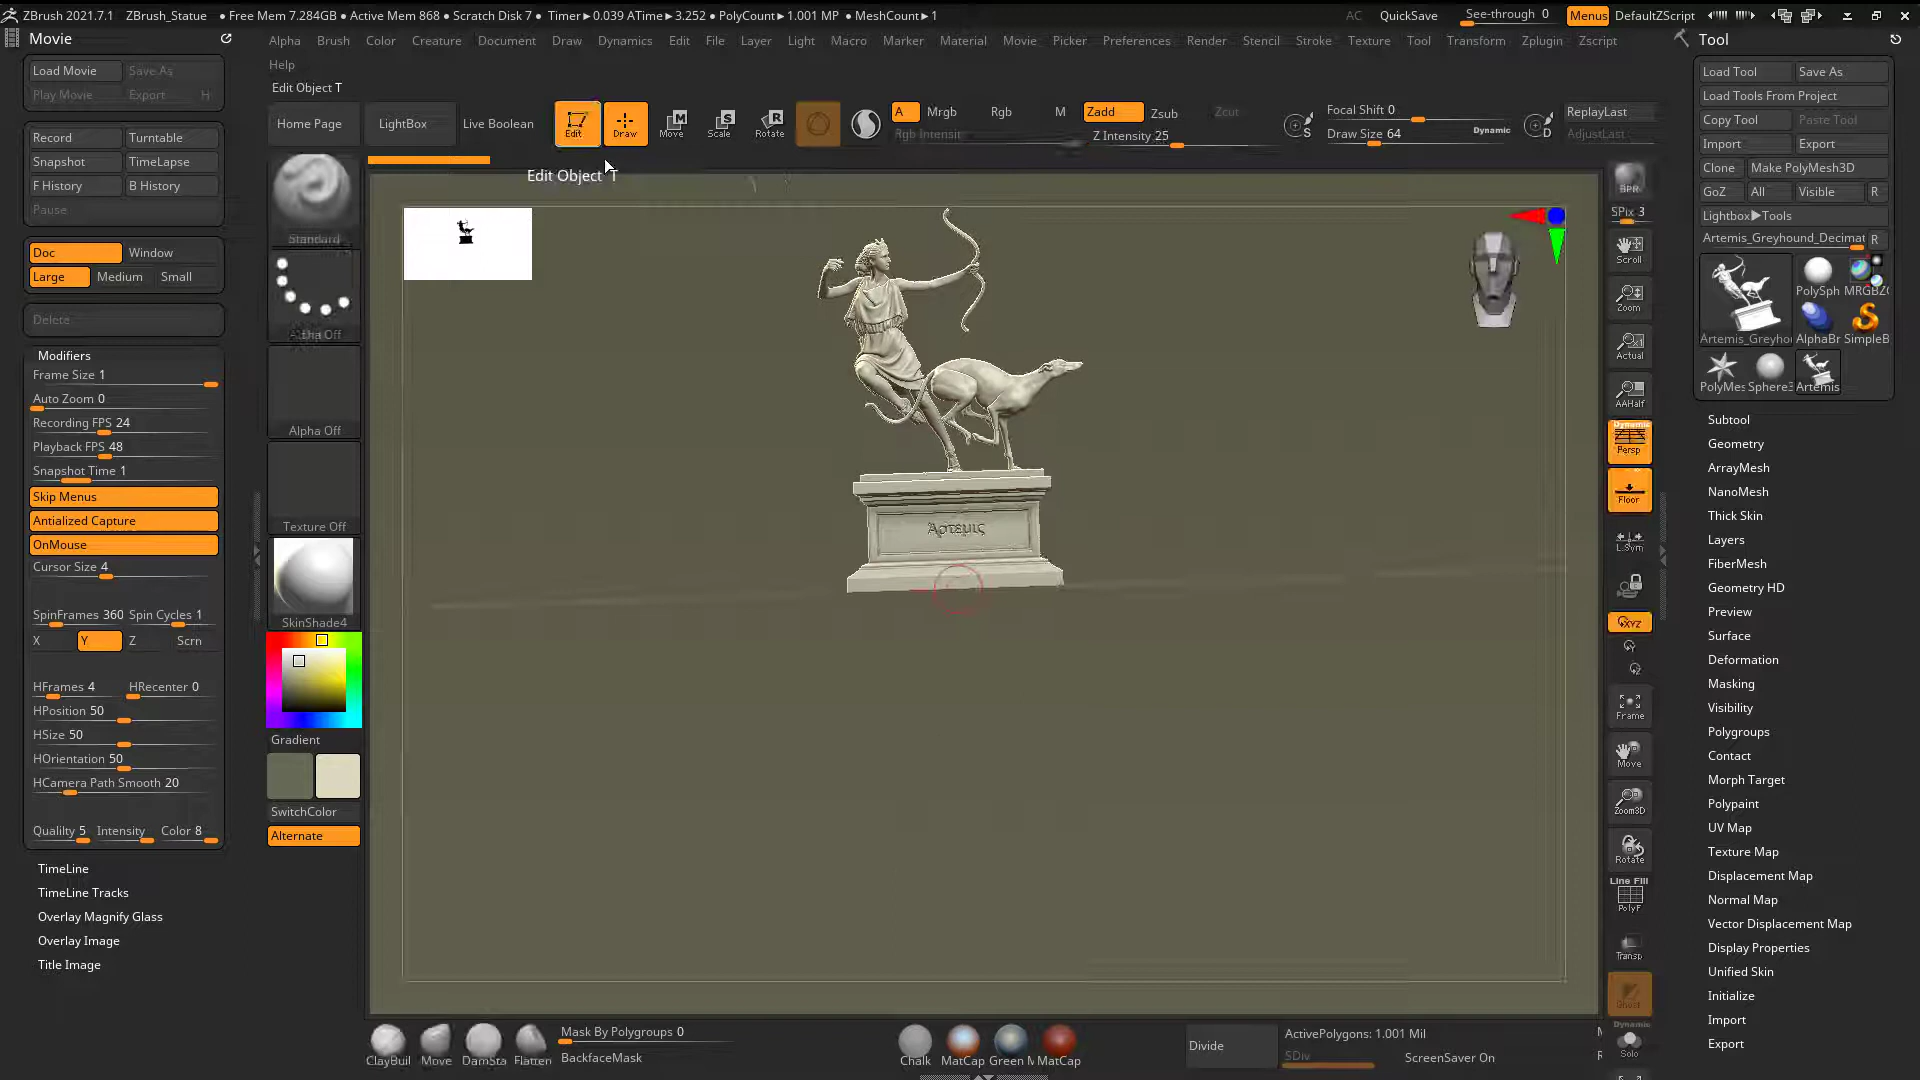 ZBrush 2021.7.1 ZBrush_Statue • Free Mem 7.284GB • Active Mem 868 • Scratch Disk 7 • Timer►0.039 ATime►3.252 • PolyCount►1.001 MP • MeshCount►1
AC QuickSave See-through 0 Menus DefaultZScript
Movie
Alpha Brush Color Creature Document Draw Dynamics Edit File Layer Light Macro Marker Material Movie Picker Preferences Render Stencil Stroke Texture Tool Transform Zplugin Zscript
Help
Edit Object T
Tool
Load Movie Save As
Play Movie Export H
Record Turntable
Snapshot TimeLapse
F History B History
Pause
Doc Window
Large Medium Small
Delete
Modifiers
Frame Size 1
Auto Zoom 0
Recording FPS 24
Playback FPS 48
Snapshot Time 1
Skip Menus
Antialized Capture
OnMouse
Cursor Size 4
SpinFrames 360 Spin Cycles 1
X Y Z Scrn
HFrames 4 HRecenter 0
HPosition 50
HSize 50
HOrientation 50
HCamera Path Smooth 20
Qualilty 5 Intensity Color 8
TimeLine
TimeLine Tracks
Overlay Magnify Glass
Overlay Image
Title Image
Home Page LightBox Live Boolean
Edit Draw Move Scale Rotate
A Mrgb Rgb M
Rgb Intensit
Zadd Zsub Zcut
Z Intensity 25
S
Focal Shift 0
Draw Size 64 Dynamic
D
ReplayLast
AdjustLast
Edit Object T
Standard
Alpha Off
Texture Off
SkinShade4
Gradient
SwitchColor
Alternate
Ἄρτεμις
BPR
SPix 3
Scroll
Zoom
Actual
AAHalf
Dynamic
Persp
Floor
L.Sym
XYZ
Frame
Move
Zoom3D
Rotate
Line Fill
PolyF
Transp
Ghost
Dynamic
Solo
Load Tool Save As
Load Tools From Project
Copy Tool Paste Tool
Import Export
Clone Make PolyMesh3D
GoZ All Visible R
Lightbox►Tools
Artemis_Greyhound_Decimat R
Artemis_Greyhou PolySph MRGBZ
AlphaBr SimpleB
PolyMes Sphere3 Artemis
Subtool
Geometry
ArrayMesh
NanoMesh
Thick Skin
Layers
FiberMesh
Geometry HD
Preview
Surface
Deformation
Masking
Visibility
Polygroups
Contact
Morph Target
Polypaint
UV Map
Texture Map
Displacement Map
Normal Map
Vector Displacement Map
Display Properties
Unified Skin
Initialize
Import
Export
ClayBuil Move DamSta Flatten
Mask By Polygroups 0
BackfaceMask
Chalk MatCap Green M MatCap
Divide
ActivePolygons: 1.001 Mil
SDiv ScreenSaver On